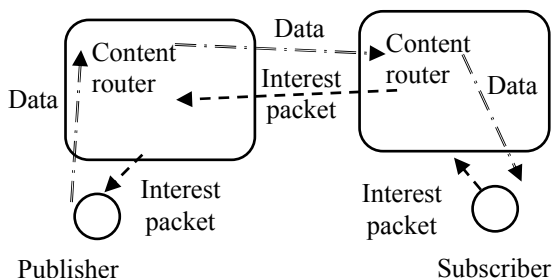 Data
Content
router
Content
router
Data
Interest
packet
Data
Interest
packet
Interest
packet
Publisher
Subscriber